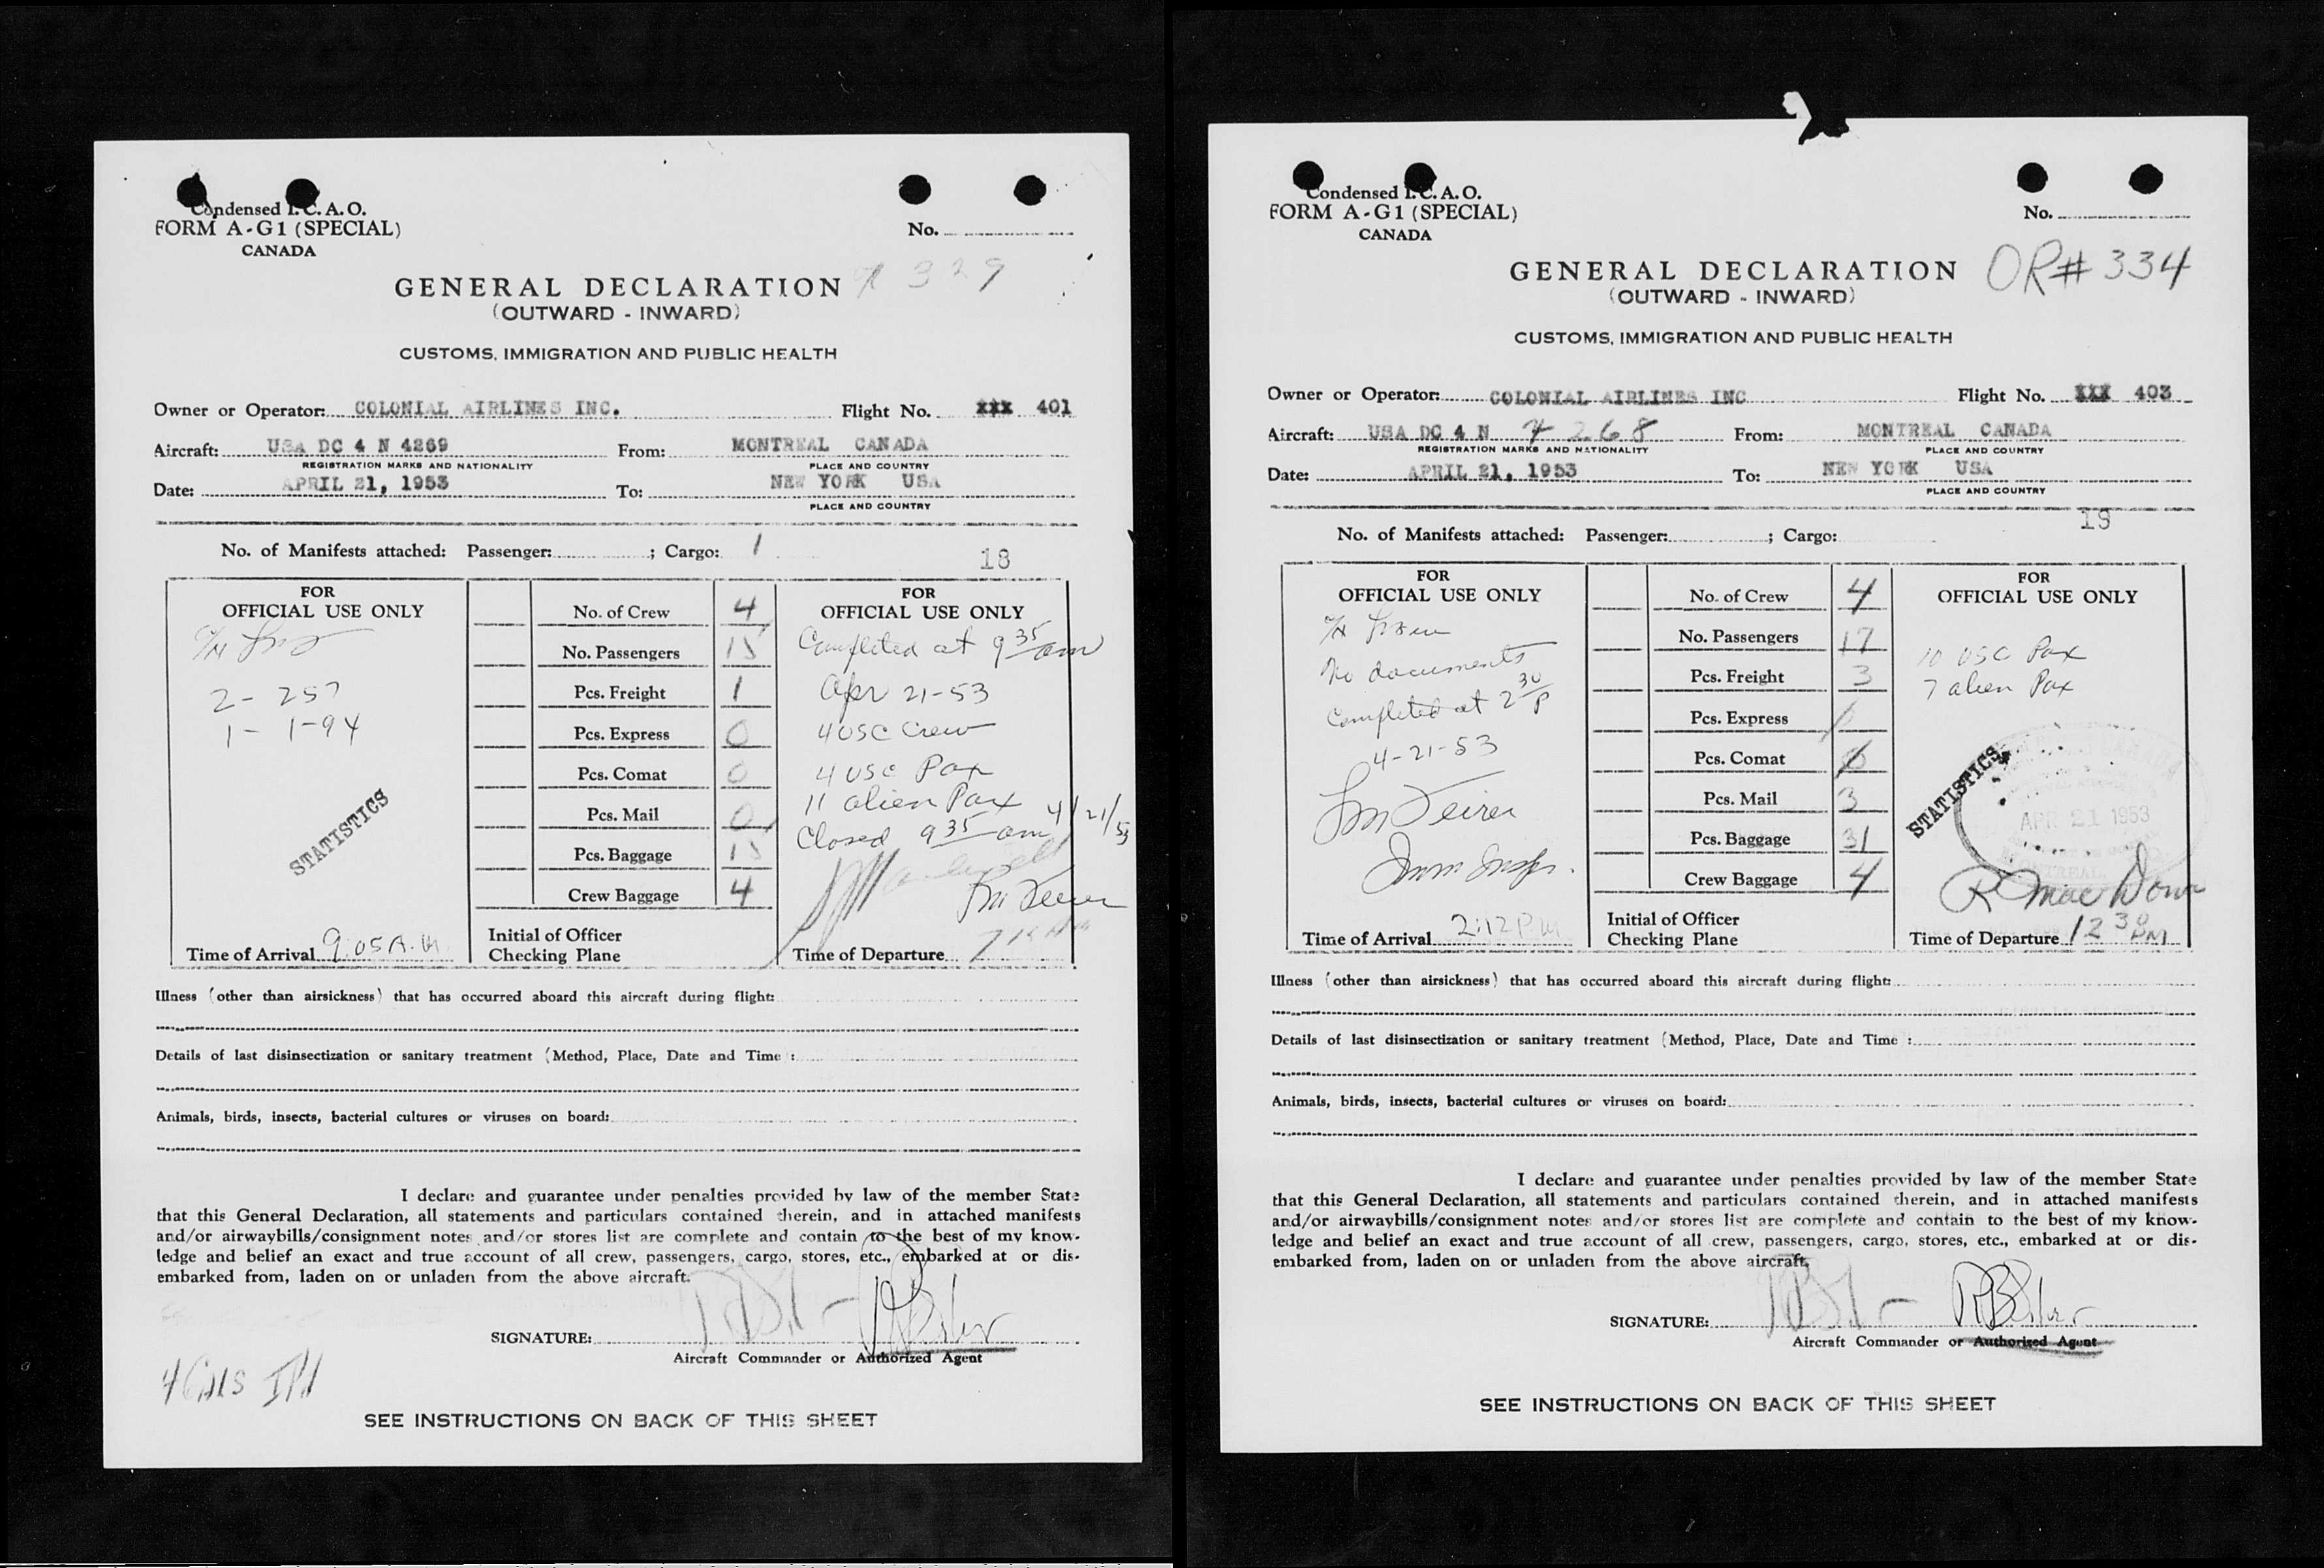 Condensed I.C.A.O.
FORM A-G1 (SPECIAL)
CANADA
No.
GENERAL DECLARATION
329
(OUTWARD - INWARD)
CUSTOMS, IMMIGRATION AND PUBLIC HEALTH
Owner or Operator: COLONIAL AIRLINES INC. Flight No. XXX 401
Aircraft: USA DC 4 N 4269 From: MONTREAL CANADA
REGISTRATION MARKS AND NATIONALITY PLACE AND COUNTRY
Date: APRIL 21, 1953 To: NEW YORK USA
PLACE AND COUNTRY
No. of Manifests attached: Passenger: ; Cargo: 1
18
FOR
OFFICIAL USE ONLY
2- 257
1- 1-94
STATISTICS
Time of Arrival 9:05 A.M.
No. of Crew 4
No. Passengers 15
Pcs. Freight 1
Pcs. Express 0
Pcs. Comat 0
Pcs. Mail 0
Pcs. Baggage 15
Crew Baggage 4
Initial of Officer
Checking Plane
FOR
OFFICIAL USE ONLY
Completed at 9 35 am
Apr 21-53
4 USC Crew
4 USC Pax
11 alien Pax
Closed 9 35 am 4/21/53
Time of Departure
Illness (other than airsickness) that has occurred aboard this aircraft during flight:
Details of last disinsectization or sanitary treatment (Method, Place, Date and Time :
Animals, birds, insects, bacterial cultures or viruses on board:
I declare and guarantee under penalties provided by law of the member State
that this General Declaration, all statements and particulars contained therein, and in attached manifests
and/or airwaybills/consignment notes and/or stores list are complete and contain to the best of my know-
ledge and belief an exact and true account of all crew, passengers, cargo, stores, etc., embarked at or dis-
embarked from, laden on or unladen from the above aircraft.
SIGNATURE:
Aircraft Commander or Authorized Agent
SEE INSTRUCTIONS ON BACK OF THIS SHEET
Condensed I.C.A.O.
FORM A-G1 (SPECIAL)
CANADA
No.
GENERAL DECLARATION
OR# 334
(OUTWARD - INWARD)
CUSTOMS, IMMIGRATION AND PUBLIC HEALTH
Owner or Operator: COLONIAL AIRLINES INC Flight No. XXX 403
Aircraft: USA DC 4 N 4268 From: MONTREAL CANADA
REGISTRATION MARKS AND NATIONALITY PLACE AND COUNTRY
Date: APRIL 21, 1953 To: NEW YORK USA
PLACE AND COUNTRY
19
No. of Manifests attached: Passenger: ; Cargo:
FOR
OFFICIAL USE ONLY
No documents
Completed at 2 30 P
4-21-53
Time of Arrival 2:12 PM
No. of Crew 4
No. Passengers 17
Pcs. Freight 3
Pcs. Express
Pcs. Comat 0
Pcs. Mail 3
Pcs. Baggage 31
Crew Baggage 4
Initial of Officer
Checking Plane
FOR
OFFICIAL USE ONLY
10 USC Pax
7 alien Pax
STATISTICS
APR 21 1953
Time of Departure 12 30 PM
Illness (other than airsickness) that has occurred aboard this aircraft during flight:
Details of last disinsectization or sanitary treatment (Method, Place, Date and Time :
Animals, birds, insects, bacterial cultures or viruses on board:
I declare and guarantee under penalties provided by law of the member State
that this General Declaration, all statements and particulars contained therein, and in attached manifests
and/or airwaybills/consignment notes and/or stores list are complete and contain to the best of my know-
ledge and belief an exact and true account of all crew, passengers, cargo, stores, etc., embarked at or dis-
embarked from, laden on or unladen from the above aircraft.
SIGNATURE:
Aircraft Commander or Authorized Agent
SEE INSTRUCTIONS ON BACK OF THIS SHEET